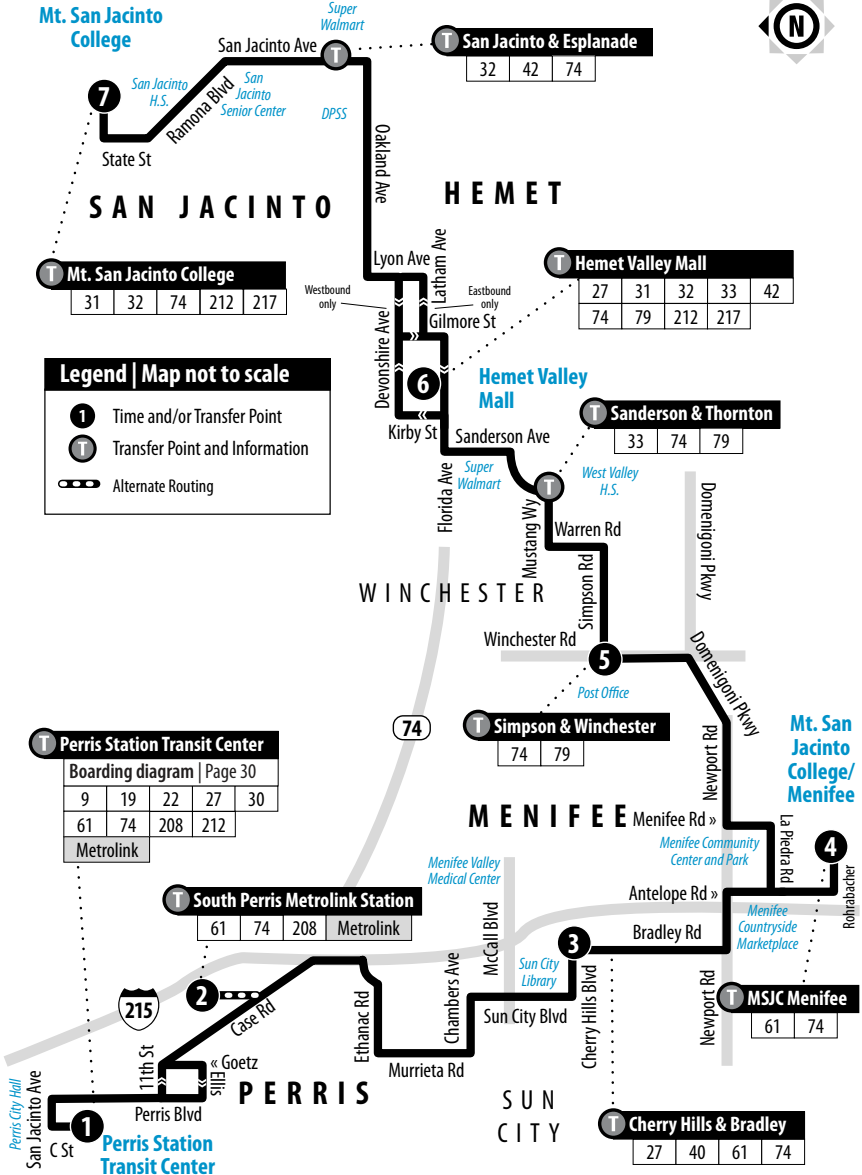 Mt. San Jacinto
College
Super
Walmart
N
San Jacinto Ave
T
T San Jacinto & Esplanade
32 42 74
7
San Jacinto
H.S.
Ramona Blvd
San
Jacinto
Senior Center
DPSS
State St
Oakland Ave
SAN JACINTO
HEMET
T Mt. San Jacinto College
31 32 74 212 217
Lyon Ave
Latham Ave
Westbound
only
Eastbound
only
Gilmore St
Devonshire Ave
T Hemet Valley Mall
27 31 32 33 42
74 79 212 217
Legend | Map not to scale
1 Time and/or Transfer Point
T Transfer Point and Information
Alternate Routing
6
Hemet Valley
Mall
Kirby St
Sanderson Ave
Florida Ave
Super
Walmart
T Sanderson & Thornton
33 74 79
T
West Valley
H.S.
Mustang Wy
Warren Rd
Simpson Rd
Domenigoni Pkwy
WINCHESTER
Winchester Rd
5
Post Office
Domenigoni Pkwy
T Simpson & Winchester
74 79
74
T Perris Station Transit Center
Boarding diagram | Page 30
9 19 22 27 30
61 74 208 212
Metrolink
Newport Rd
Mt. San
Jacinto
College/
Menifee
MENIFEE
Menifee Rd »
Menifee Community
Center and Park
La Piedra Rd
4
Rohrabacher
Menifee Valley
Medical Center
Antelope Rd »
T South Perris Metrolink Station
61 74 208 Metrolink
McCall Blvd
3
Bradley Rd
Menifee
Countryside
Marketplace
Sun City
Library
215
2
Case Rd
Ethanac Rd
Chambers Ave
Sun City Blvd
Cherry Hills Blvd
Newport Rd
T MSJC Menifee
61 74
Murrieta Rd
11th St
« Goetz
Ellis
PERRIS
Perris City Hall
San Jacinto Ave
C St
1
Perris Blvd
Perris Station
Transit Center
SUN
CITY
T Cherry Hills & Bradley
27 40 61 74